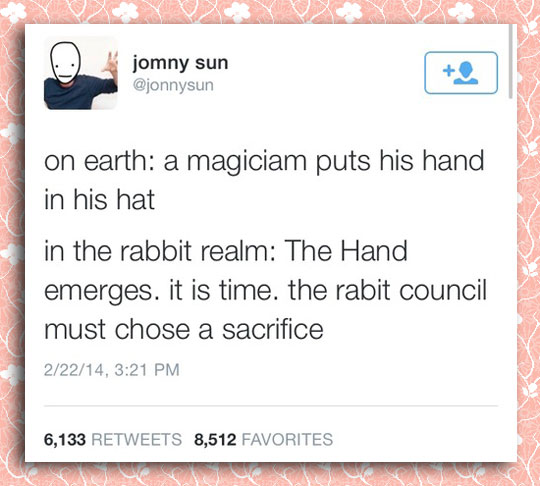 jomny sun
@jonnysun
on earth: a magiciam puts his hand
in his hat
in the rabbit realm: The Hand
emerges. it is time. the rabit council
must chose a sacrifice
2/22/14, 3:21 PM
6,133 RETWEETS 8,512 FAVORITES